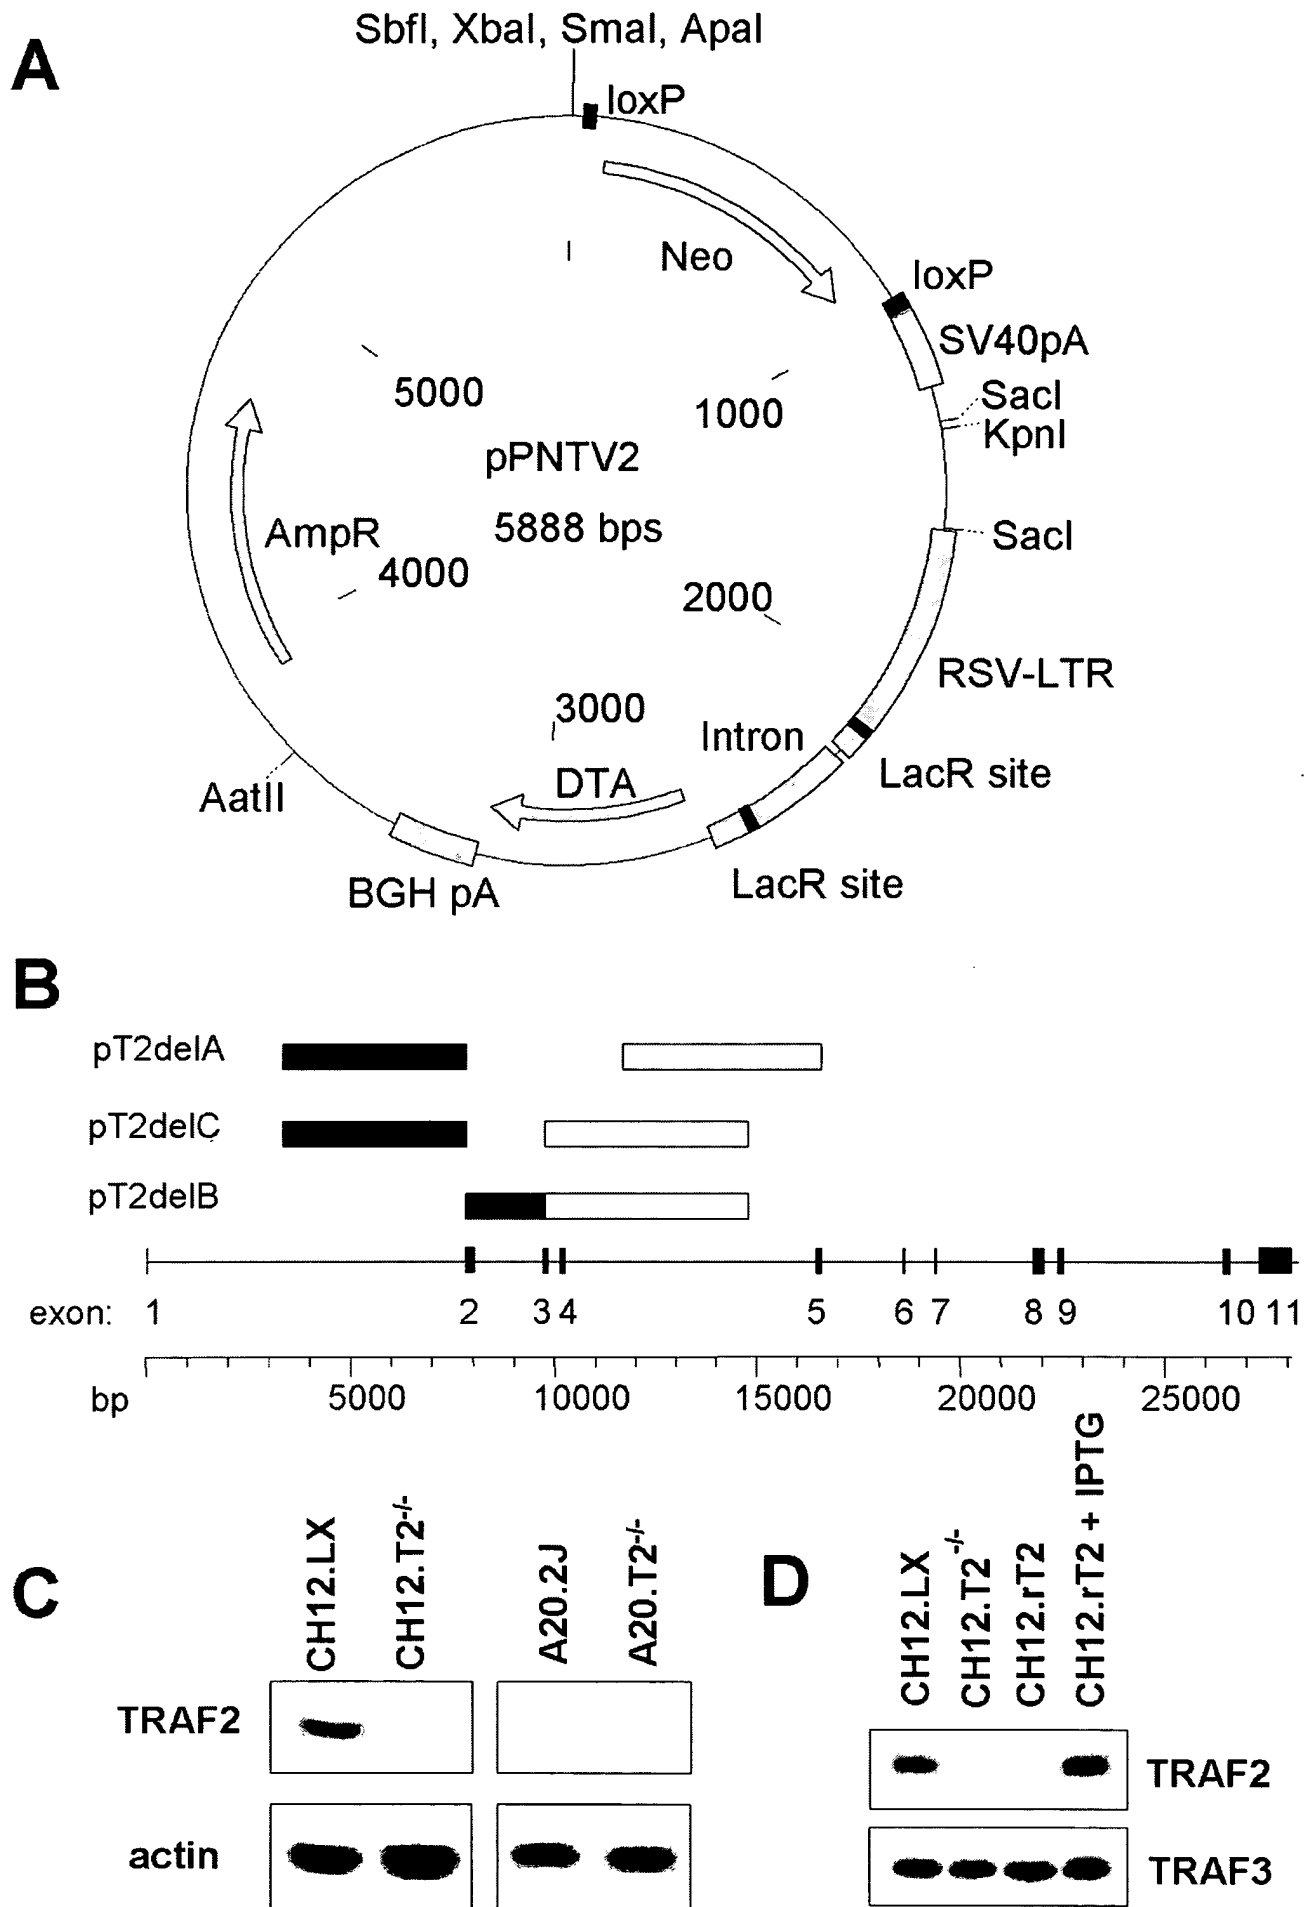 A
SbfI, XbaI, SmaI, ApaI
loxP
Neo
loxP
SV40pA
SacI
KpnI
5000
1000
pPNTV2
5888 bps
AmpR
SacI
4000
2000
RSV-LTR
3000
Intron
LacR site
DTA
AatII
BGH pA
LacR site
B
pT2delA
pT2delC
pT2delB
exon: 1 2 3 4 5 6 7 8 9 10 11
bp 5000 10000 15000 20000 25000
C
CH12.LX
CH12.T2-/-
A20.2J
A20.T2-/-
TRAF2
actin
D
CH12.LX
CH12.T2-/-
CH12.rT2
CH12.rT2 + IPTG
TRAF2
TRAF3